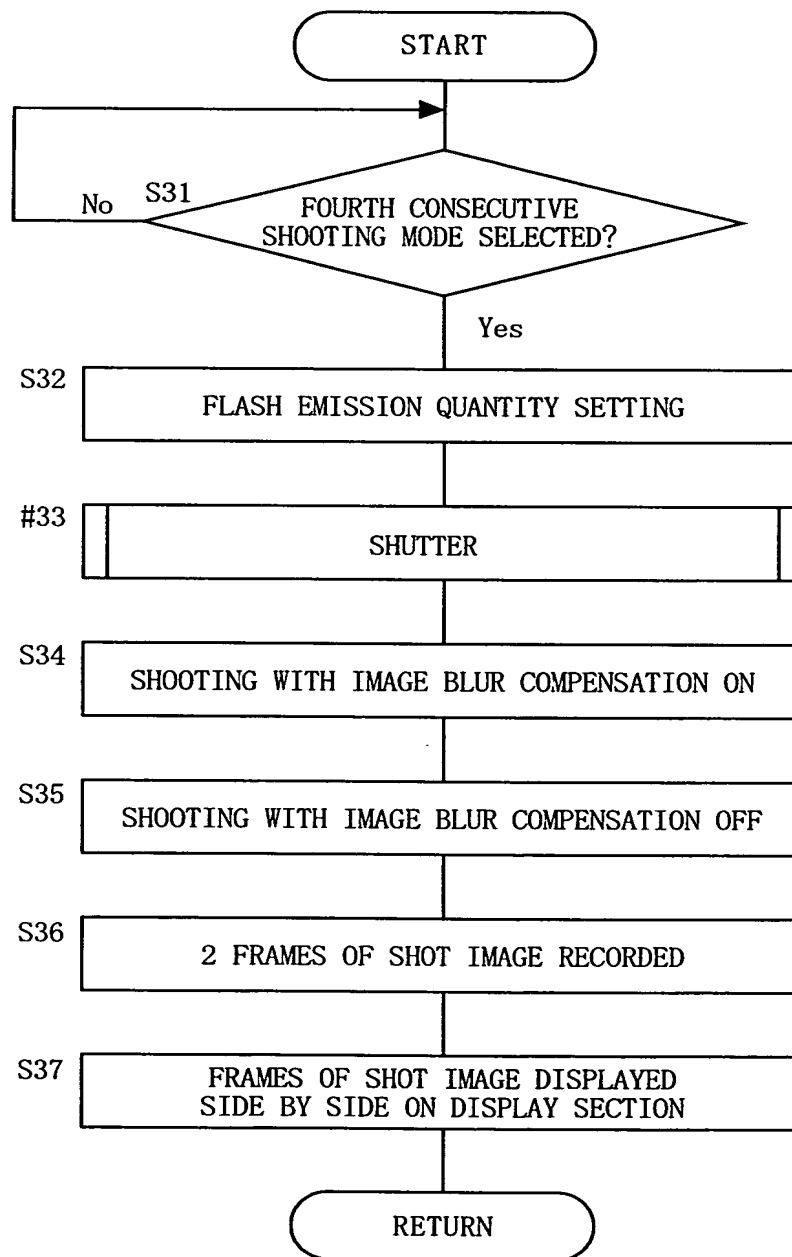 START
S31
No
FOURTH CONSECUTIVE
SHOOTING MODE SELECTED?
Yes
S32
FLASH EMISSION QUANTITY SETTING
#33
SHUTTER
S34
SHOOTING WITH IMAGE BLUR COMPENSATION ON
S35
SHOOTING WITH IMAGE BLUR COMPENSATION OFF
S36
2 FRAMES OF SHOT IMAGE RECORDED
S37
FRAMES OF SHOT IMAGE DISPLAYED
SIDE BY SIDE ON DISPLAY SECTION
RETURN